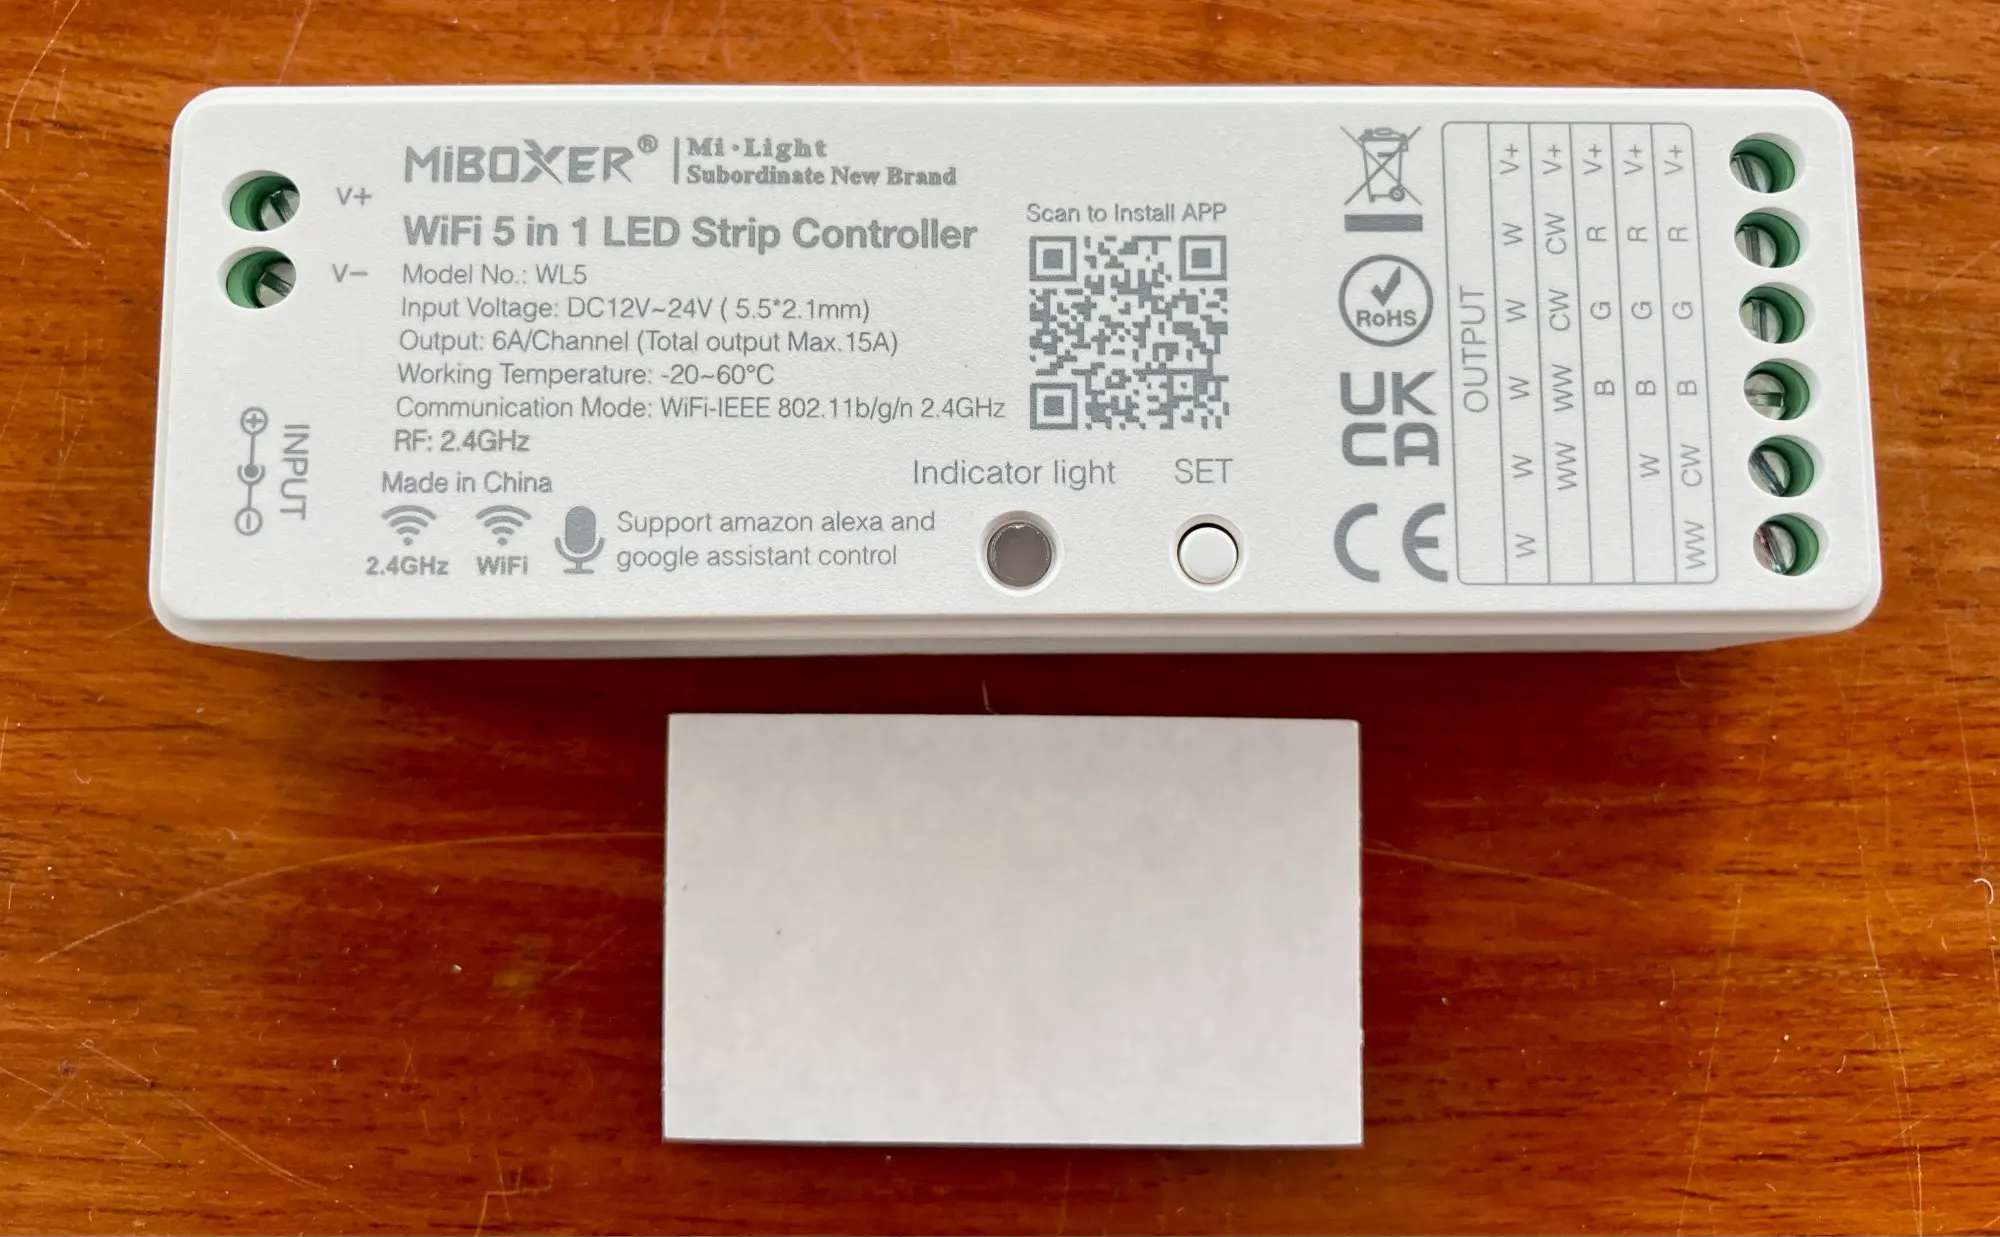 V+
V−
INPUT
MiBOXER® | Mi·Light
Subordinate New Brand
WiFi 5 in 1 LED Strip Controller
Model No.: WL5
Input Voltage: DC12V~24V ( 5.5*2.1mm)
Output: 6A/Channel (Total output Max.15A)
Working Temperature: -20~60°C
Communication Mode: WiFi-IEEE 802.11b/g/n 2.4GHz
RF: 2.4GHz
Made in China
2.4GHz WiFi
Support amazon alexa and
google assistant control
Scan to Install APP
Indicator light
SET
RoHS
UK
CA
CE
OUTPUT
W W W W W V+
WW WW CW CW V+
B G R V+
W B G R V+
WW CW B G R V+